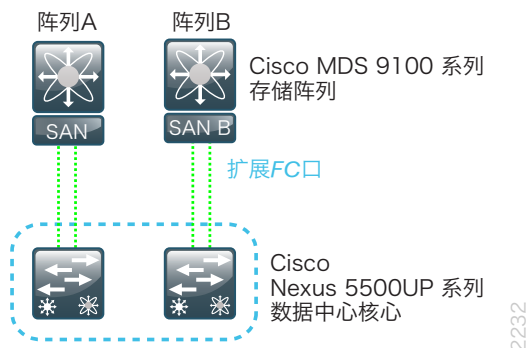 阵列A
阵列B
Cisco MDS 9100 系列
存储阵列
SAN
SAN B
扩展FC口
Cisco
Nexus 5500UP 系列
数据中心核心
2232